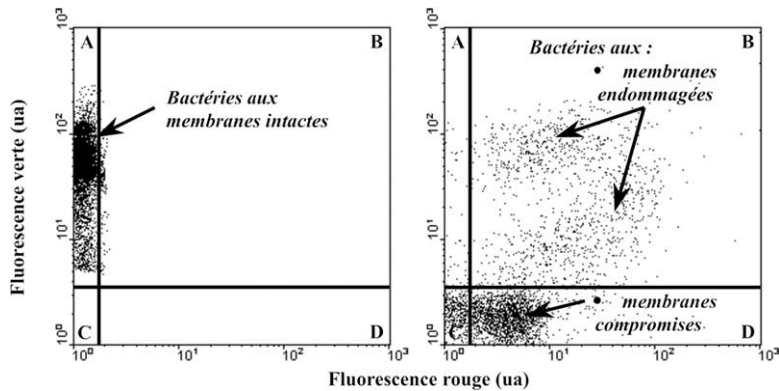 Fluorescence verte (ua)
10³
10²
10¹
10⁰
A
B
Bactéries aux
membranes intactes
C
D
10⁰
10¹
10²
10³
10³
10²
10¹
10⁰
A
B
Bactéries aux :
• membranes
endommagées
• membranes
compromises
C
D
10⁰
10¹
10²
10³
Fluorescence rouge (ua)